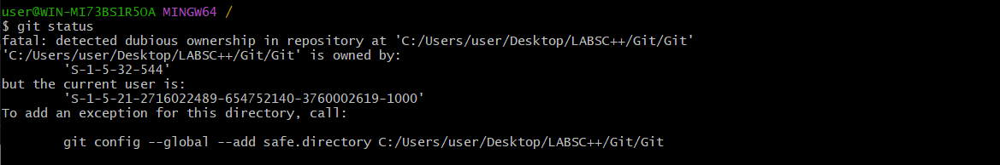 user@WIN-MI73BS1R5OA MINGW64 /
$ git status
fatal: detected dubious ownership in repository at 'C:/Users/user/Desktop/LABSC++/Git/Git'
'C:/Users/user/Desktop/LABSC++/Git/Git' is owned by:
        'S-1-5-32-544'
but the current user is:
        'S-1-5-21-2716022489-654752140-3760002619-1000'
To add an exception for this directory, call:

        git config --global --add safe.directory C:/Users/user/Desktop/LABSC++/Git/Git